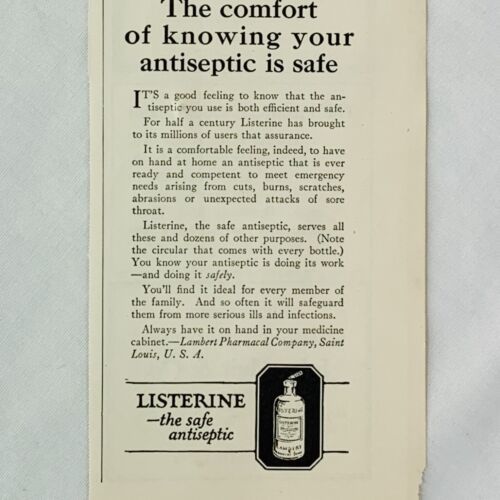 The comfort
of knowing your
antiseptic is safe
IT'S a good feeling to know that the an-
tiseptic you use is both efficient and safe.
For half a century Listerine has brought
to its millions of users that assurance.
It is a comfortable feeling, indeed, to have
on hand at home an antiseptic that is ever
ready and competent to meet emergency
needs arising from cuts, burns, scratches,
abrasions or unexpected attacks of sore
throat.
Listerine, the safe antiseptic, serves all
these and dozens of other purposes. (Note
the circular that comes with every bottle.)
You know your antiseptic is doing its work
—and doing it safely.
You'll find it ideal for every member of
the family. And so often it will safeguard
them from more serious ills and infections.
Always have it on hand in your medicine
cabinet.—Lambert Pharmacal Company, Saint
Louis, U. S. A.
LISTERINE
—the safe
antiseptic
LISTERINE
LISTERINE
LAMBERT